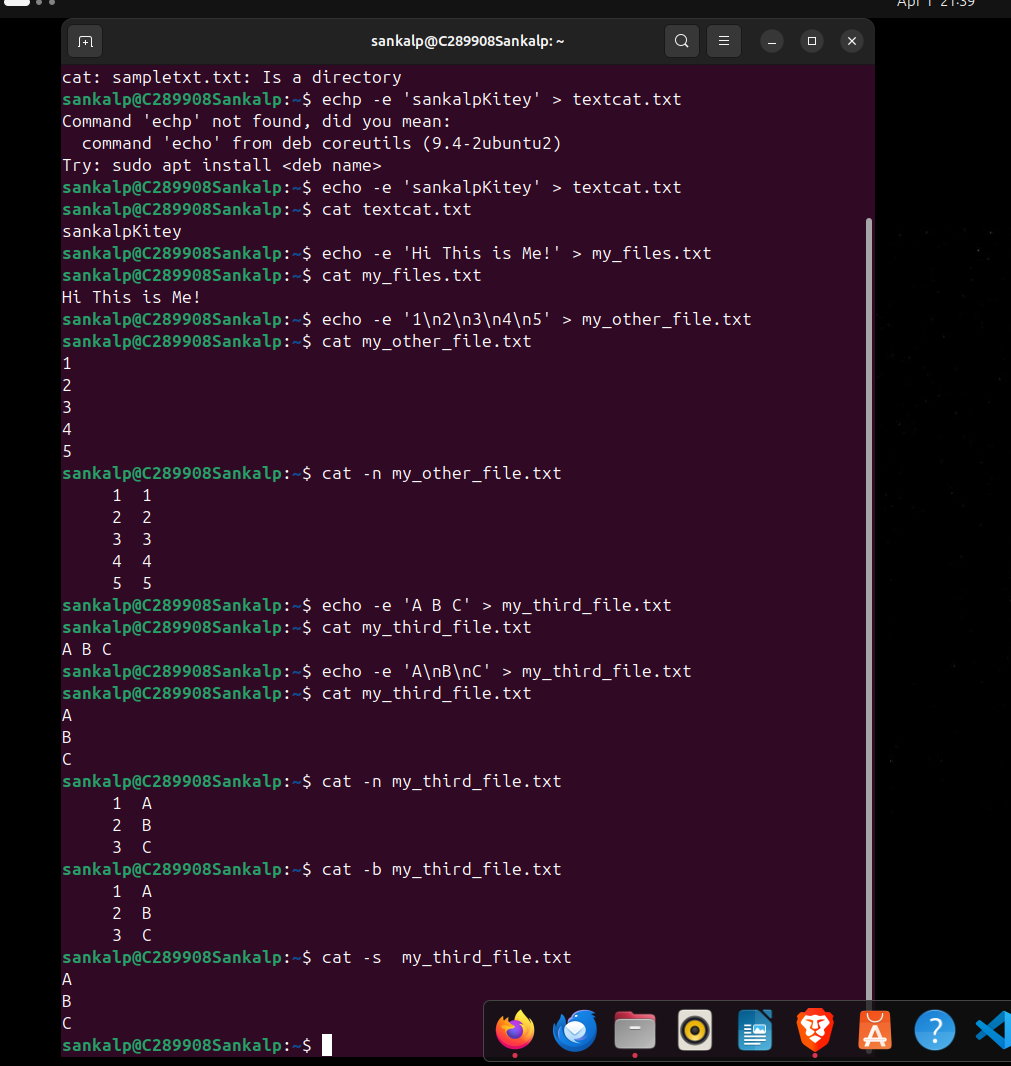 Apr 1 21:39
sankalp@C289908Sankalp: ~
cat: sampletxt.txt: Is a directory
sankalp@C289908Sankalp:~$ echp -e 'sankalpKitey' > textcat.txt
Command 'echp' not found, did you mean:
  command 'echo' from deb coreutils (9.4-2ubuntu2)
Try: sudo apt install <deb name>
sankalp@C289908Sankalp:~$ echo -e 'sankalpKitey' > textcat.txt
sankalp@C289908Sankalp:~$ cat textcat.txt
sankalpKitey
sankalp@C289908Sankalp:~$ echo -e 'Hi This is Me!' > my_files.txt
sankalp@C289908Sankalp:~$ cat my_files.txt
Hi This is Me!
sankalp@C289908Sankalp:~$ echo -e '1\n2\n3\n4\n5' > my_other_file.txt
sankalp@C289908Sankalp:~$ cat my_other_file.txt
1
2
3
4
5
sankalp@C289908Sankalp:~$ cat -n my_other_file.txt
     1	1
     2	2
     3	3
     4	4
     5	5
sankalp@C289908Sankalp:~$ echo -e 'A B C' > my_third_file.txt
sankalp@C289908Sankalp:~$ cat my_third_file.txt
A B C
sankalp@C289908Sankalp:~$ echo -e 'A\nB\nC' > my_third_file.txt
sankalp@C289908Sankalp:~$ cat my_third_file.txt
A
B
C
sankalp@C289908Sankalp:~$ cat -n my_third_file.txt
     1	A
     2	B
     3	C
sankalp@C289908Sankalp:~$ cat -b my_third_file.txt
     1	A
     2	B
     3	C
sankalp@C289908Sankalp:~$ cat -s  my_third_file.txt
A
B
C
sankalp@C289908Sankalp:~$